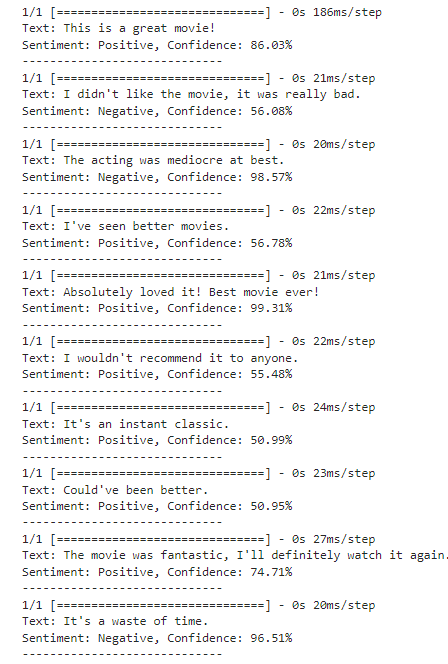 1/1 [==============================] - 0s 186ms/step
Text: This is a great movie!
Sentiment: Positive, Confidence: 86.03%
------------------------------
1/1 [==============================] - 0s 21ms/step
Text: I didn't like the movie, it was really bad.
Sentiment: Negative, Confidence: 56.08%
------------------------------
1/1 [==============================] - 0s 20ms/step
Text: The acting was mediocre at best.
Sentiment: Negative, Confidence: 98.57%
------------------------------
1/1 [==============================] - 0s 22ms/step
Text: I've seen better movies.
Sentiment: Positive, Confidence: 56.78%
------------------------------
1/1 [==============================] - 0s 21ms/step
Text: Absolutely loved it! Best movie ever!
Sentiment: Positive, Confidence: 99.31%
------------------------------
1/1 [==============================] - 0s 22ms/step
Text: I wouldn't recommend it to anyone.
Sentiment: Positive, Confidence: 55.48%
------------------------------
1/1 [==============================] - 0s 24ms/step
Text: It's an instant classic.
Sentiment: Positive, Confidence: 50.99%
------------------------------
1/1 [==============================] - 0s 23ms/step
Text: Could've been better.
Sentiment: Positive, Confidence: 50.95%
------------------------------
1/1 [==============================] - 0s 27ms/step
Text: The movie was fantastic, I'll definitely watch it again.
Sentiment: Positive, Confidence: 74.71%
------------------------------
1/1 [==============================] - 0s 20ms/step
Text: It's a waste of time.
Sentiment: Negative, Confidence: 96.51%
------------------------------